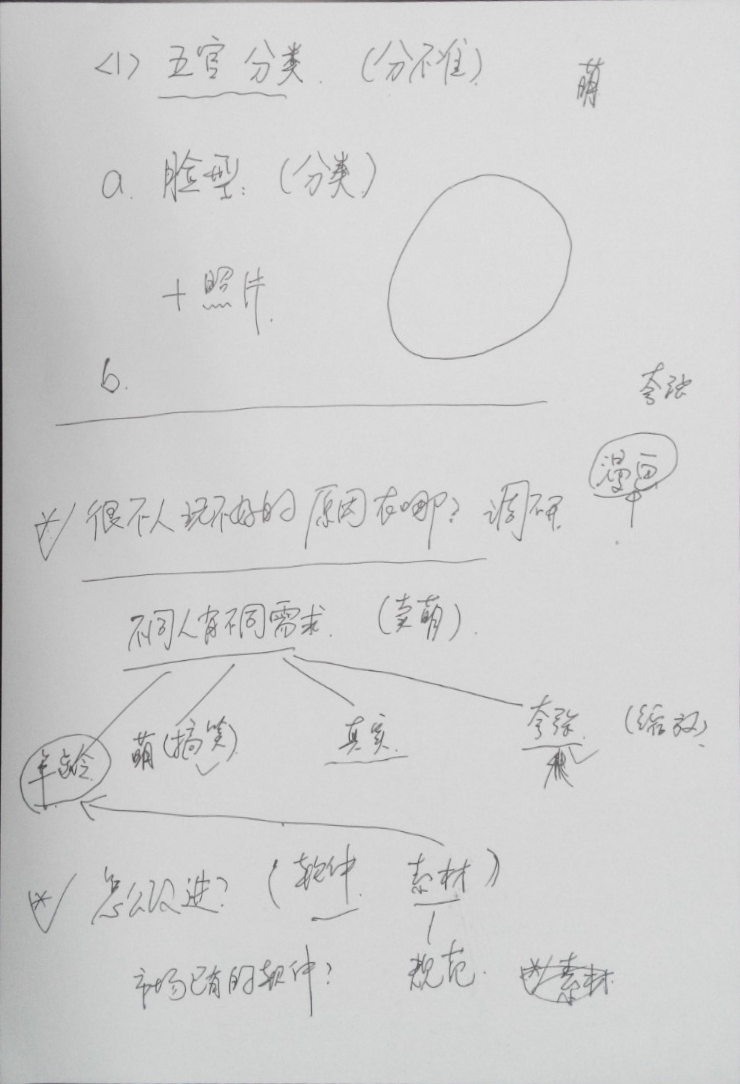 <1> 五官分类. (分不准)
萌
a. 脸型: (分类)
+ 照片.
b.
夸张
漫画
很不人玩不好的原因在哪? 调研
不同人有不同需求. (卖萌).
年龄 萌(搞笑) 真实. 夸张. (缩放)
怎么改进? (软件. 素材)
市场已有的软件? 规范. 素材